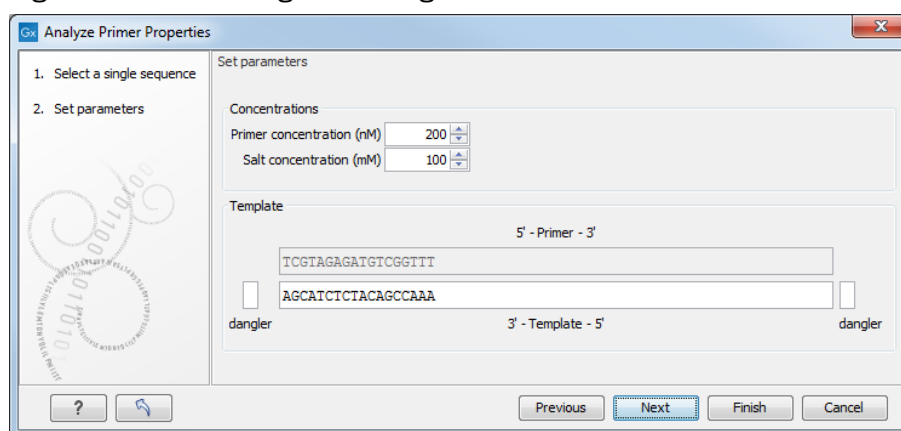 Gx Analyze Primer Properties
1. Select a single sequence
2. Set parameters
Set parameters
Concentrations
Primer concentration (nM) 200
Salt concentration (mM) 100
Template
5' - Primer - 3'
TCGTAGAGATGTCGGTTT
AGCATCTCTACAGCCAAA
dangler 3' - Template - 5' dangler
? Previous Next Finish Cancel